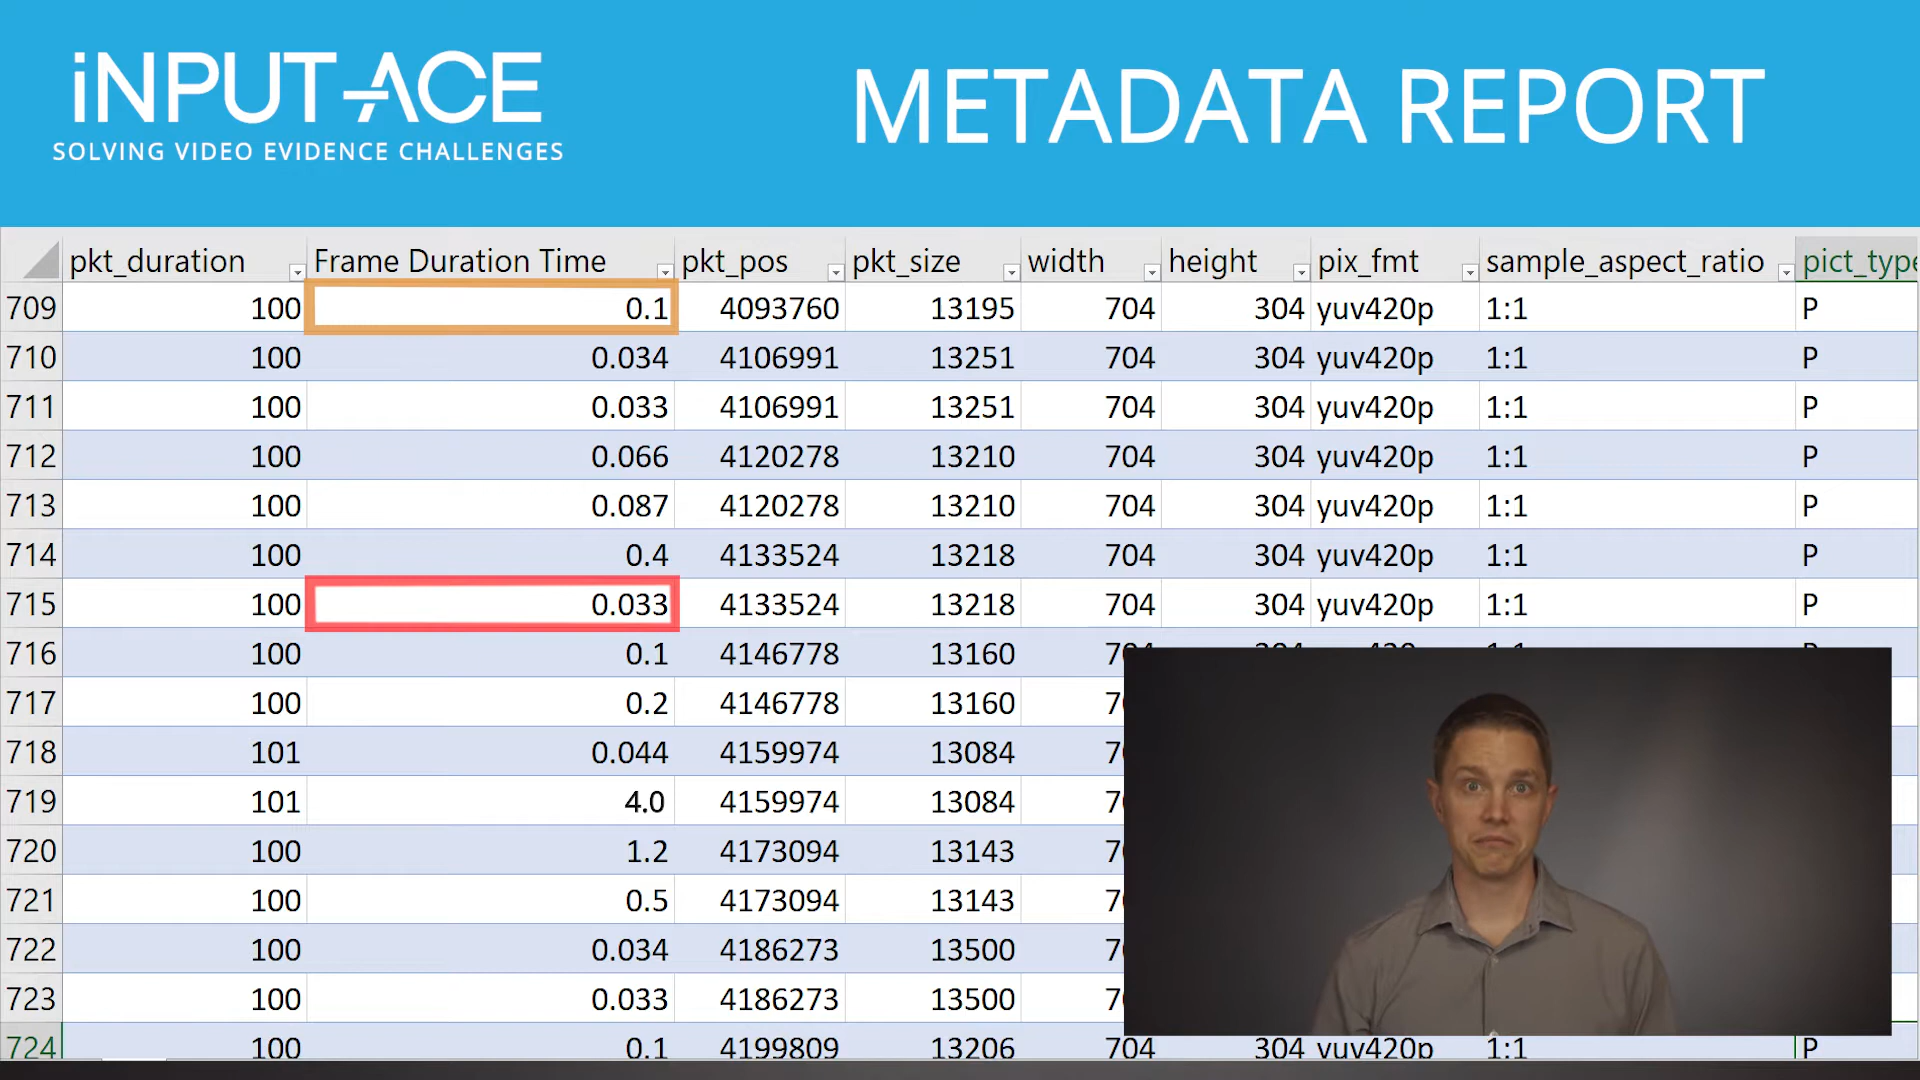 iNPUT-ACE
SOLVING VIDEO EVIDENCE CHALLENGES
METADATA REPORT
pkt_duration Frame Duration Time pkt_pos pkt_size width height pix_fmt sample_aspect_ratio pict_type
709 100 0.1 4093760 13195 704 304 yuv420p 1:1 P
710 100 0.034 4106991 13251 704 304 yuv420p 1:1 P
711 100 0.033 4106991 13251 704 304 yuv420p 1:1 P
712 100 0.066 4120278 13210 704 304 yuv420p 1:1 P
713 100 0.087 4120278 13210 704 304 yuv420p 1:1 P
714 100 0.4 4133524 13218 704 304 yuv420p 1:1 P
715 100 0.033 4133524 13218 704 304 yuv420p 1:1 P
716 100 0.1 4146778 13160
717 100 0.2 4146778 13160
718 101 0.044 4159974 13084
719 101 4.0 4159974 13084
720 100 1.2 4173094 13143
721 100 0.5 4173094 13143
722 100 0.034 4186273 13500
723 100 0.033 4186273 13500
724 100 0.1 4199809 13206 704 304 yuv420p 1:1 P